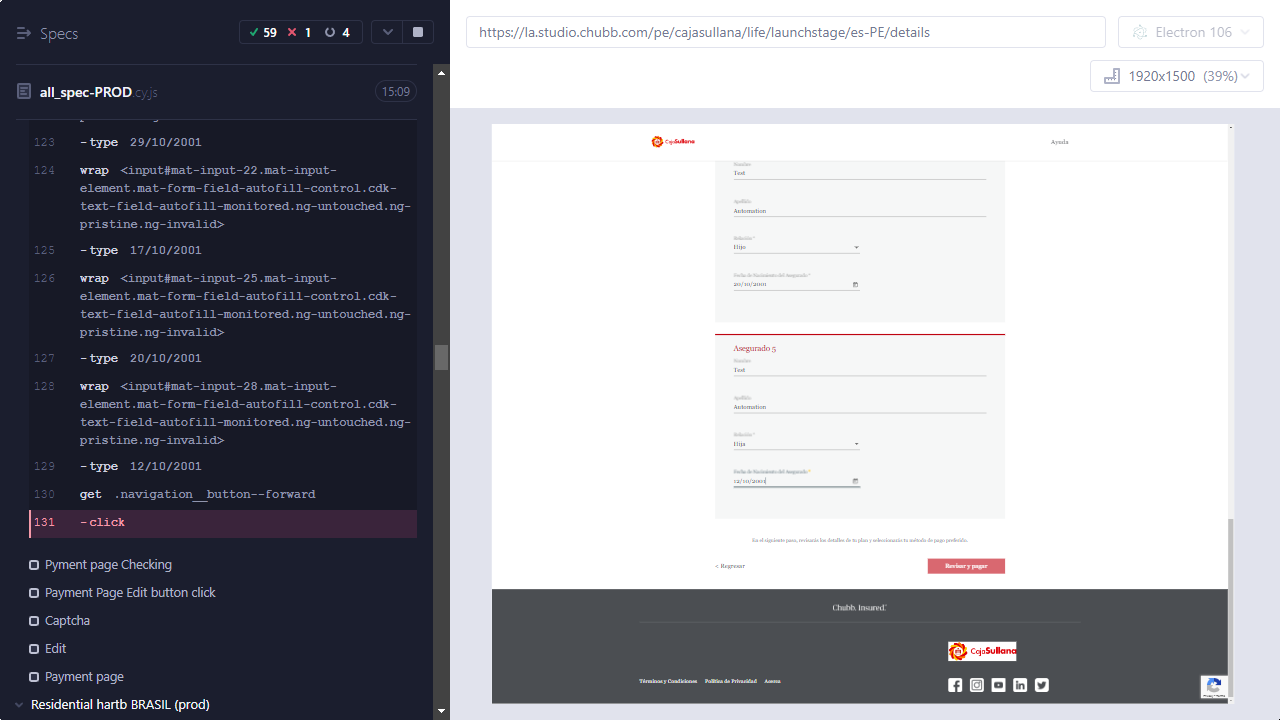 Specs
59
1
4
all_spec-PROD.cy.js
15:09
123 -type 29/10/2001
124 wrap <input#mat-input-22.mat-input-
element.mat-form-field-autofill-control.cdk-
text-field-autofill-monitored.ng-untouched.ng-
pristine.ng-invalid>
125 -type 17/10/2001
126 wrap <input#mat-input-25.mat-input-
element.mat-form-field-autofill-control.cdk-
text-field-autofill-monitored.ng-untouched.ng-
pristine.ng-invalid>
127 -type 20/10/2001
128 wrap <input#mat-input-28.mat-input-
element.mat-form-field-autofill-control.cdk-
text-field-autofill-monitored.ng-untouched.ng-
pristine.ng-invalid>
129 -type 12/10/2001
130 get .navigtion__button--forward
131 -click
Pyment page Checking
Payment Page Edit button click
Captcha
Edit
Payment page
Residential hartb BRASIL (prod)
https://la.studio.chubb.com/pe/cajasullana/life/launchstage/es-PE/details
Electron 106
1920x1500 (39%)
CajaSullana
Ayuda
Nombre
Test
Apellido
Automation
Relación *
Hijo
Fecha de Nacimiento del Asegurado *
20/10/2001
Asegurado 5
Nombre
Test
Apellido
Automation
Relación *
Hija
Fecha de Nacimiento del Asegurado *
12/10/2001
En el siguiente paso, revisarás los detalles de tu plan y seleccionarás tu método de pago preferido.
< Regresar
Revisar y pagar
Chubb. Insured.
CajaSullana
Términos y Condiciones
Política de Privacidad
Acerca